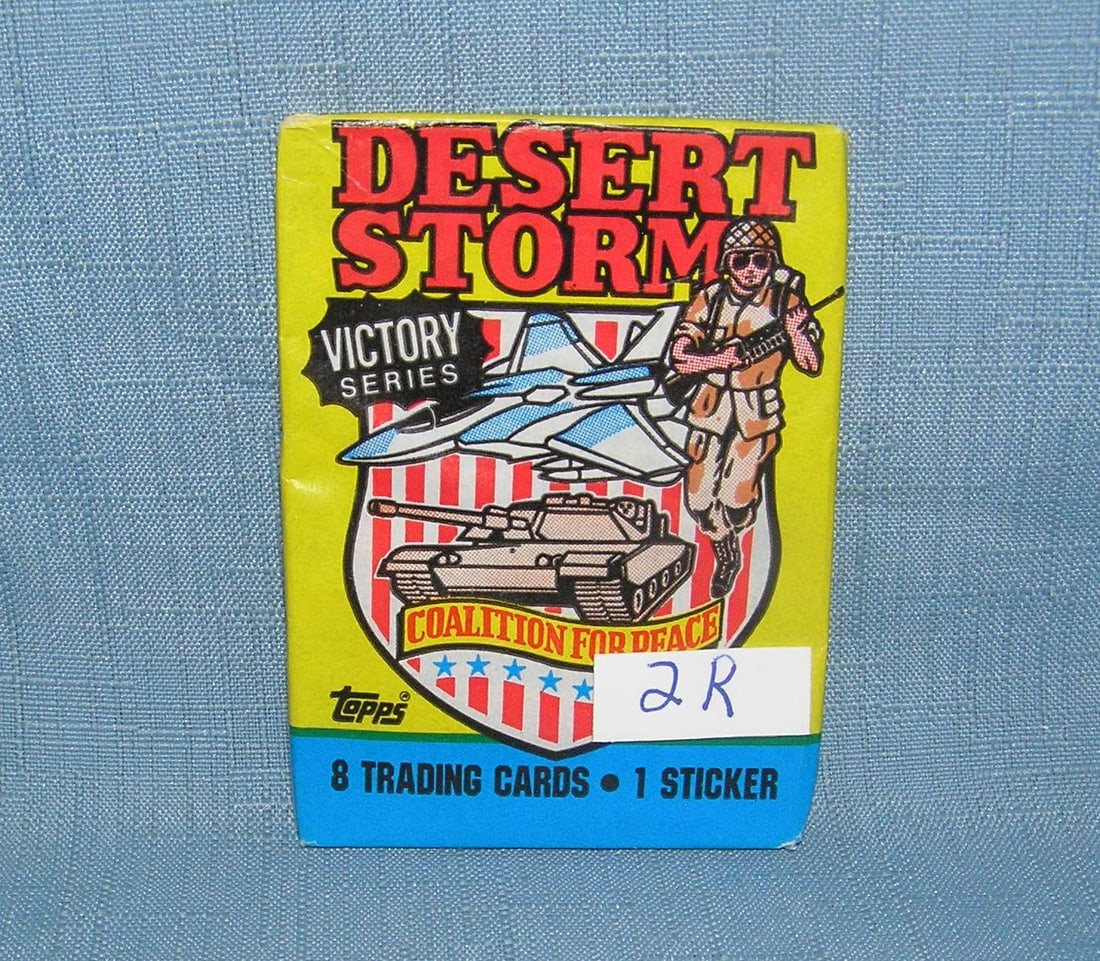 DESERT
STORM
VICTORY
SERIES
COALITION FOR PEACE
2R
topps®
8 TRADING CARDS • 1 STICKER